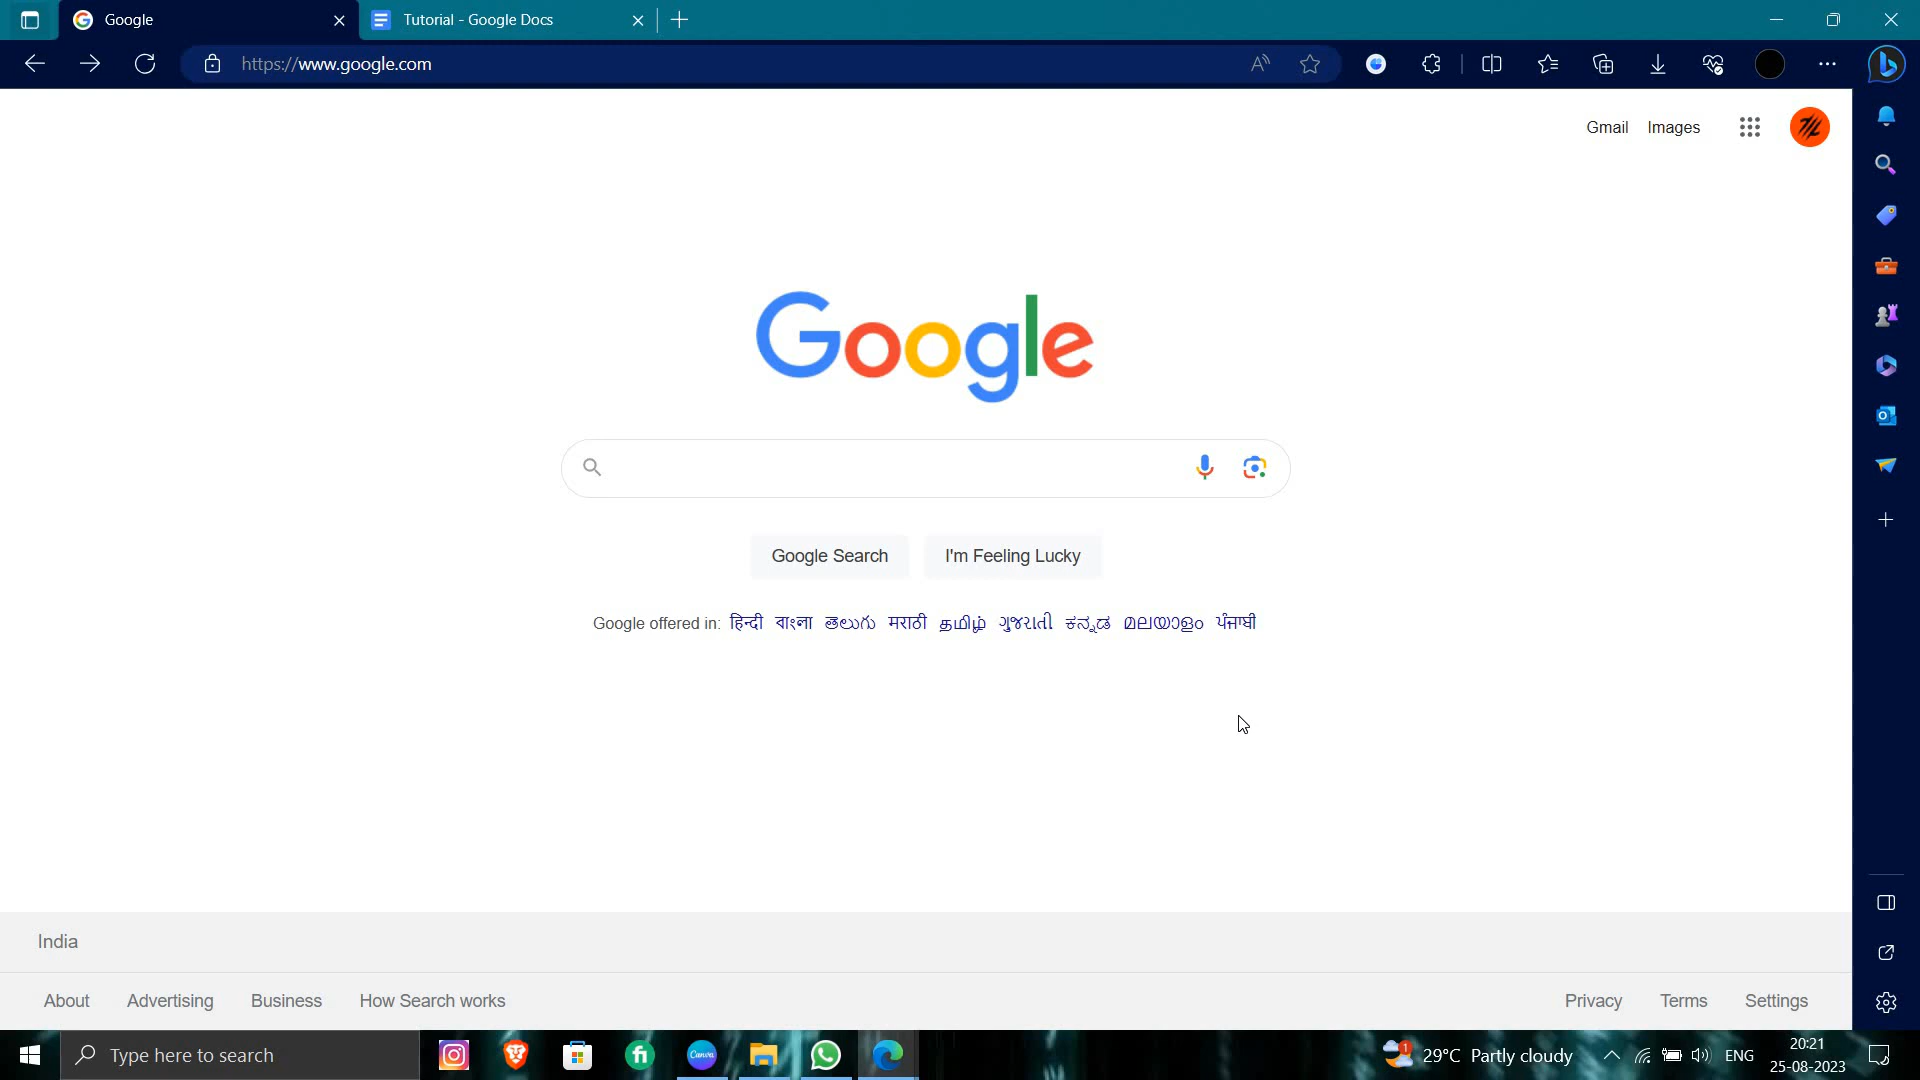 Google
Tutorial - Google Docs
https://www.google.com
Gmail Images
Google
Google Search I'm Feeling Lucky
Google offered in: हिन्दी বাংলা తెలుగు मराठी தமிழ் ગુજરાતી ಕನ್ನಡ മലയാളം ਪੰਜਾਬੀ
India
About Advertising Business How Search works
Privacy Terms Settings
Type here to search
Canva
1
29°C Partly cloudy
ENG
20:21
25-08-2023